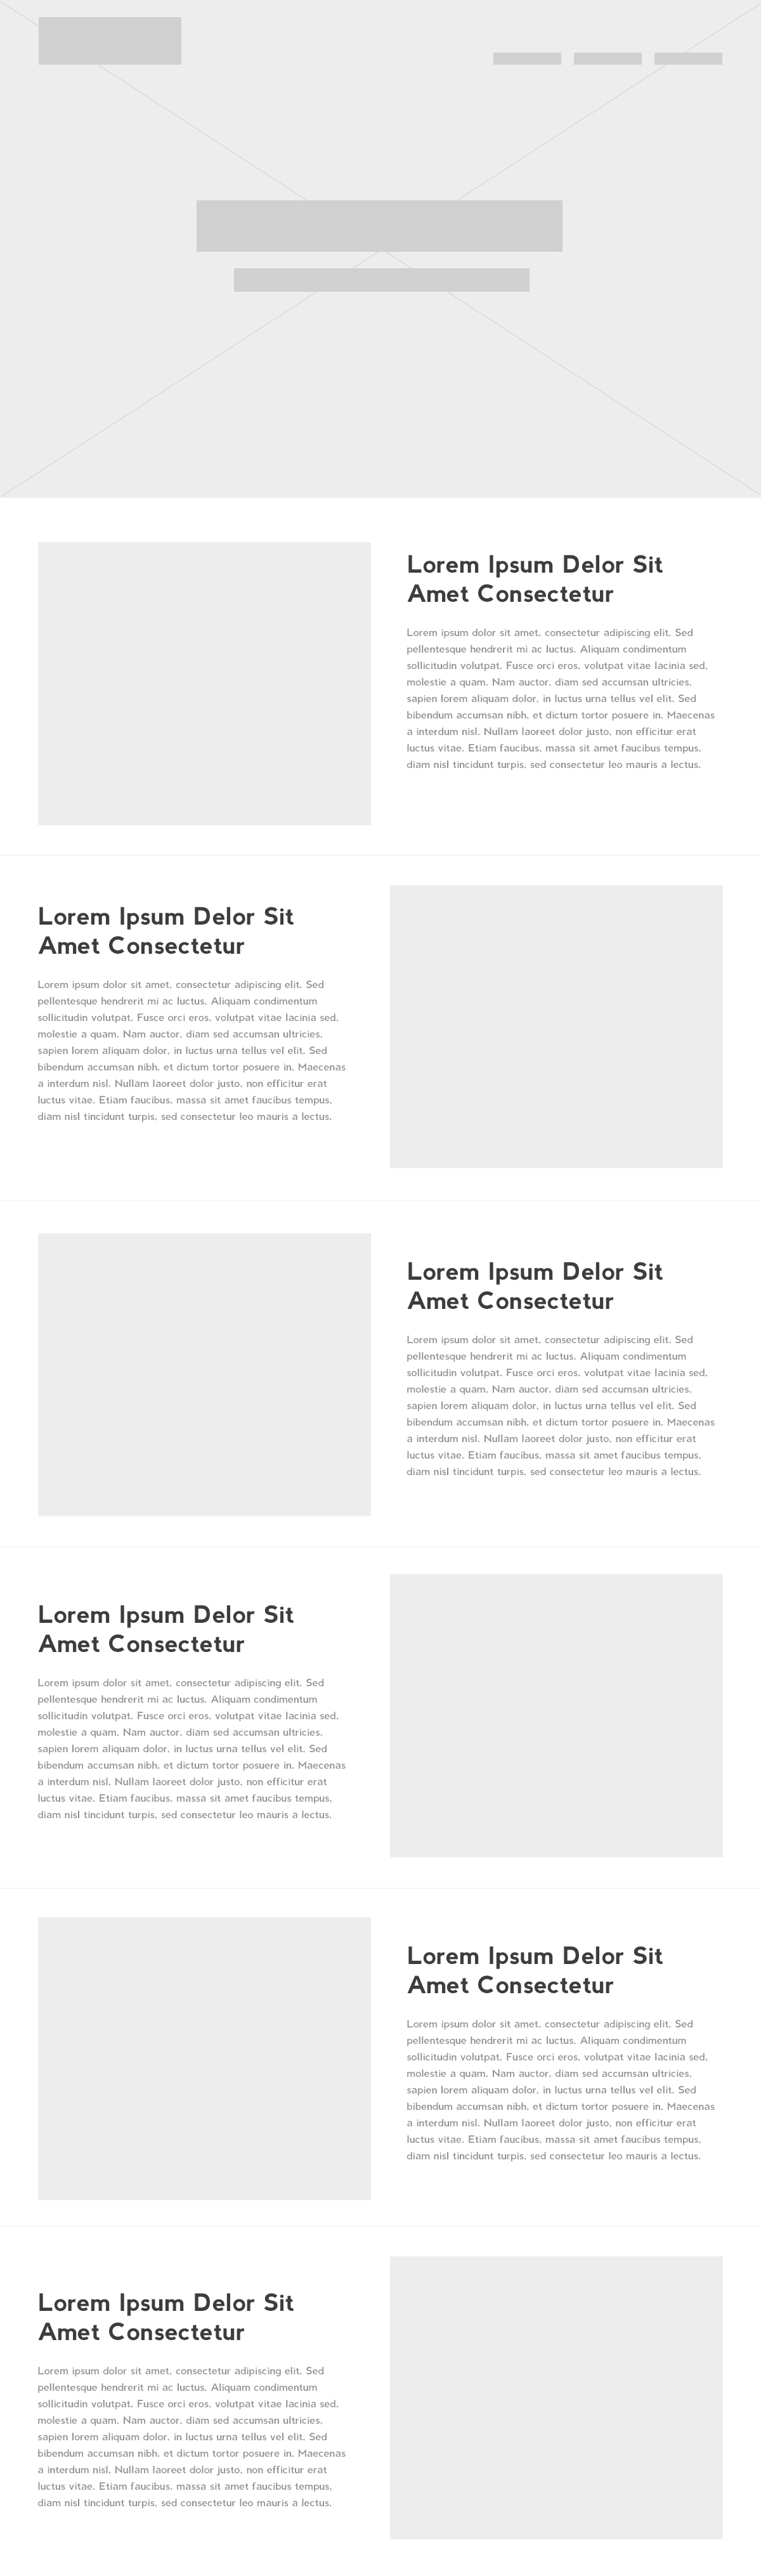 Lorem Ipsum Delor Sit
Amet Consectetur
Lorem ipsum dolor sit amet, consectetur adipiscing elit. Sed
pellentesque hendrerit mi ac luctus. Aliquam condimentum
sollicitudin volutpat. Fusce orci eros, volutpat vitae lacinia sed,
molestie a quam. Nam auctor, diam sed accumsan ultricies,
sapien lorem aliquam dolor, in luctus urna tellus vel elit. Sed
bibendum accumsan nibh, et dictum tortor posuere in. Maecenas
a interdum nisl. Nullam laoreet dolor justo, non efficitur erat
luctus vitae. Etiam faucibus, massa sit amet faucibus tempus,
diam nisl tincidunt turpis, sed consectetur leo mauris a lectus.
Lorem Ipsum Delor Sit
Amet Consectetur
Lorem ipsum dolor sit amet, consectetur adipiscing elit. Sed
pellentesque hendrerit mi ac luctus. Aliquam condimentum
sollicitudin volutpat. Fusce orci eros, volutpat vitae lacinia sed,
molestie a quam. Nam auctor, diam sed accumsan ultricies,
sapien lorem aliquam dolor, in luctus urna tellus vel elit. Sed
bibendum accumsan nibh, et dictum tortor posuere in. Maecenas
a interdum nisl. Nullam laoreet dolor justo, non efficitur erat
luctus vitae. Etiam faucibus, massa sit amet faucibus tempus,
diam nisl tincidunt turpis, sed consectetur leo mauris a lectus.
Lorem Ipsum Delor Sit
Amet Consectetur
Lorem ipsum dolor sit amet, consectetur adipiscing elit. Sed
pellentesque hendrerit mi ac luctus. Aliquam condimentum
sollicitudin volutpat. Fusce orci eros, volutpat vitae lacinia sed,
molestie a quam. Nam auctor, diam sed accumsan ultricies,
sapien lorem aliquam dolor, in luctus urna tellus vel elit. Sed
bibendum accumsan nibh, et dictum tortor posuere in. Maecenas
a interdum nisl. Nullam laoreet dolor justo, non efficitur erat
luctus vitae. Etiam faucibus, massa sit amet faucibus tempus,
diam nisl tincidunt turpis, sed consectetur leo mauris a lectus.
Lorem Ipsum Delor Sit
Amet Consectetur
Lorem ipsum dolor sit amet, consectetur adipiscing elit. Sed
pellentesque hendrerit mi ac luctus. Aliquam condimentum
sollicitudin volutpat. Fusce orci eros, volutpat vitae lacinia sed,
molestie a quam. Nam auctor, diam sed accumsan ultricies,
sapien lorem aliquam dolor, in luctus urna tellus vel elit. Sed
bibendum accumsan nibh, et dictum tortor posuere in. Maecenas
a interdum nisl. Nullam laoreet dolor justo, non efficitur erat
luctus vitae. Etiam faucibus, massa sit amet faucibus tempus,
diam nisl tincidunt turpis, sed consectetur leo mauris a lectus.
Lorem Ipsum Delor Sit
Amet Consectetur
Lorem ipsum dolor sit amet, consectetur adipiscing elit. Sed
pellentesque hendrerit mi ac luctus. Aliquam condimentum
sollicitudin volutpat. Fusce orci eros, volutpat vitae lacinia sed,
molestie a quam. Nam auctor, diam sed accumsan ultricies,
sapien lorem aliquam dolor, in luctus urna tellus vel elit. Sed
bibendum accumsan nibh, et dictum tortor posuere in. Maecenas
a interdum nisl. Nullam laoreet dolor justo, non efficitur erat
luctus vitae. Etiam faucibus, massa sit amet faucibus tempus,
diam nisl tincidunt turpis, sed consectetur leo mauris a lectus.
Lorem Ipsum Delor Sit
Amet Consectetur
Lorem ipsum dolor sit amet, consectetur adipiscing elit. Sed
pellentesque hendrerit mi ac luctus. Aliquam condimentum
sollicitudin volutpat. Fusce orci eros, volutpat vitae lacinia sed,
molestie a quam. Nam auctor, diam sed accumsan ultricies,
sapien lorem aliquam dolor, in luctus urna tellus vel elit. Sed
bibendum accumsan nibh, et dictum tortor posuere in. Maecenas
a interdum nisl. Nullam laoreet dolor justo, non efficitur erat
luctus vitae. Etiam faucibus, massa sit amet faucibus tempus,
diam nisl tincidunt turpis, sed consectetur leo mauris a lectus.